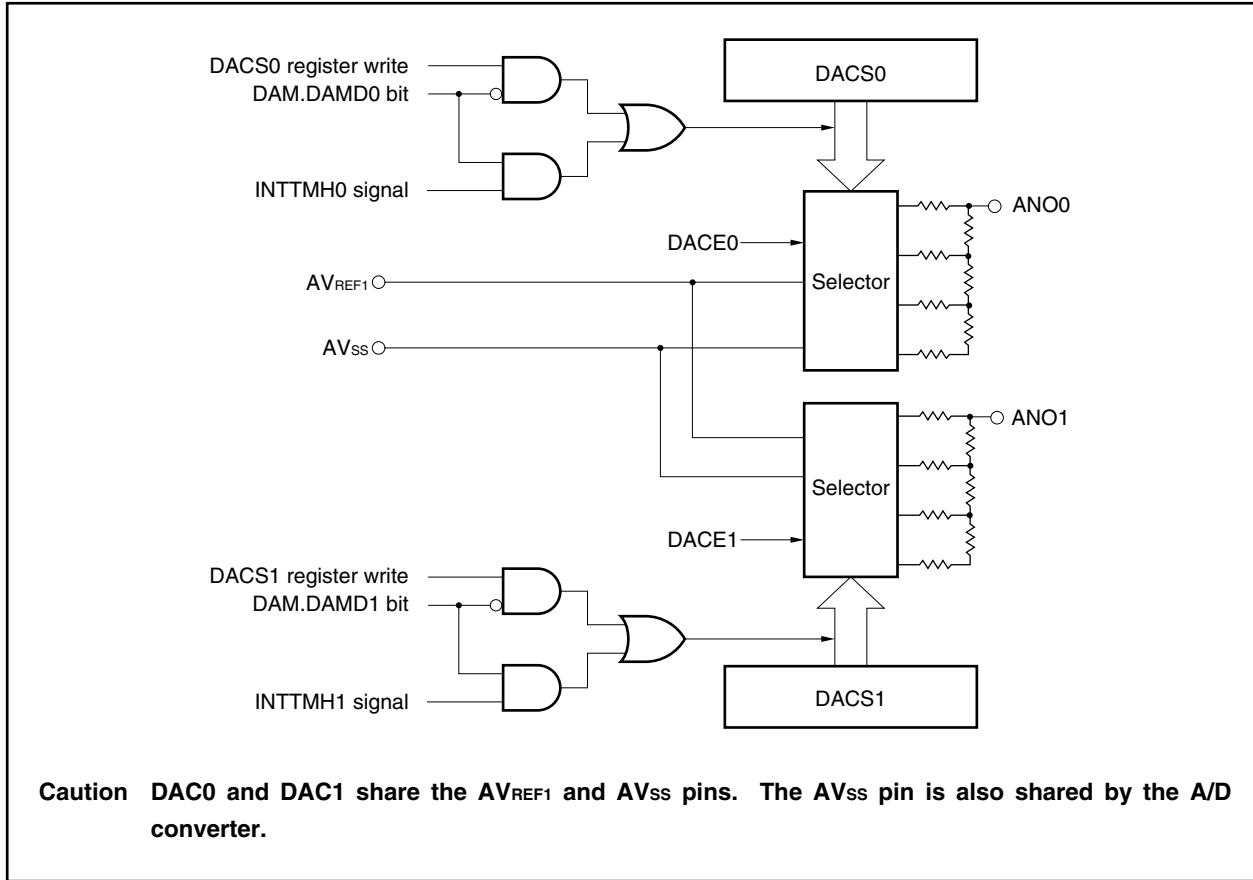 DACS0 register write
DAM.DAMD0 bit
INTTMH0 signal
DACS0
ANO0
DACE0
Selector
AVREF1
AVSS
ANO1
Selector
DACE1
DACS1 register write
DAM.DAMD1 bit
INTTMH1 signal
DACS1
Caution DAC0 and DAC1 share the AVREF1 and AVSS pins. The AVSS pin is also shared by the A/D
converter.